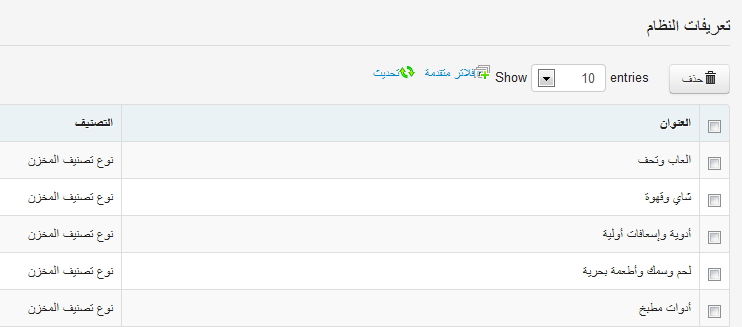 تعريفات النظام
حذف entries 10 Show فلاتر متقدمة تحديث
العنوان التصنيف
العاب وتحف نوع تصنيف المخزن
شاي وقهوة نوع تصنيف المخزن
أدوية وإسعافات أولية نوع تصنيف المخزن
لحم وسمك وأطعمة بحرية نوع تصنيف المخزن
أدوات مطبخ نوع تصنيف المخزن